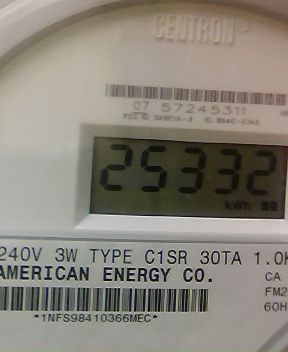 CENTRON®
07 57245311
25332
kWh
240V 3W TYPE C1SR 30TA 1.0K
AMERICAN ENERGY CO.
CA
FM2
60H
*1NFS98410366MEC*